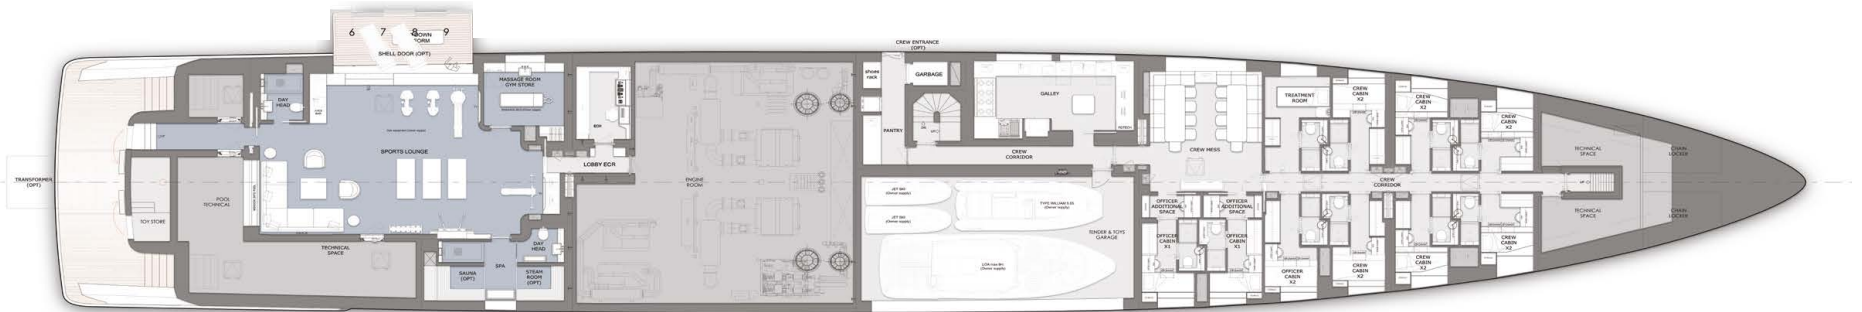 6 7 8 9
SHELL DOOR (OPT)
CREW ENTRANCE
(OPT)
MASSAGE ROOM
GYM STORE
shoes
rack
GARBAGE
DAY
HEAD
GALLEY
TREATMENT
ROOM
CREW
CABIN
X2
CREW
CABIN
X2
CREW
CABIN
X2
PANTRY
SPORTS LOUNGE
CREW MESS
CREW
CORRIDOR
LOBBY ECR
TECHNICAL
SPACE
CHAIN
LOCKER
TRANSFORMER
(OPT)
ENGINE
ROOM
CREW
CORRIDOR
POOL
TECHNICAL
TOY STORE
OFFICER
ADDITIONAL
SPACE
OFFICER
ADDITIONAL
SPACE
TECHNICAL
SPACE
CHAIN
LOCKER
TENDER & TOYS
GARAGE
TECHNICAL
SPACE
DAY
HEAD
SPA
SAUNA
(OPT)
STEAM
ROOM
(OPT)
OFFICER
CABIN
X1
OFFICER
CABIN
X1
OFFICER
CABIN
X2
CREW
CABIN
X2
CREW
CABIN
X2
CREW
CABIN
X2